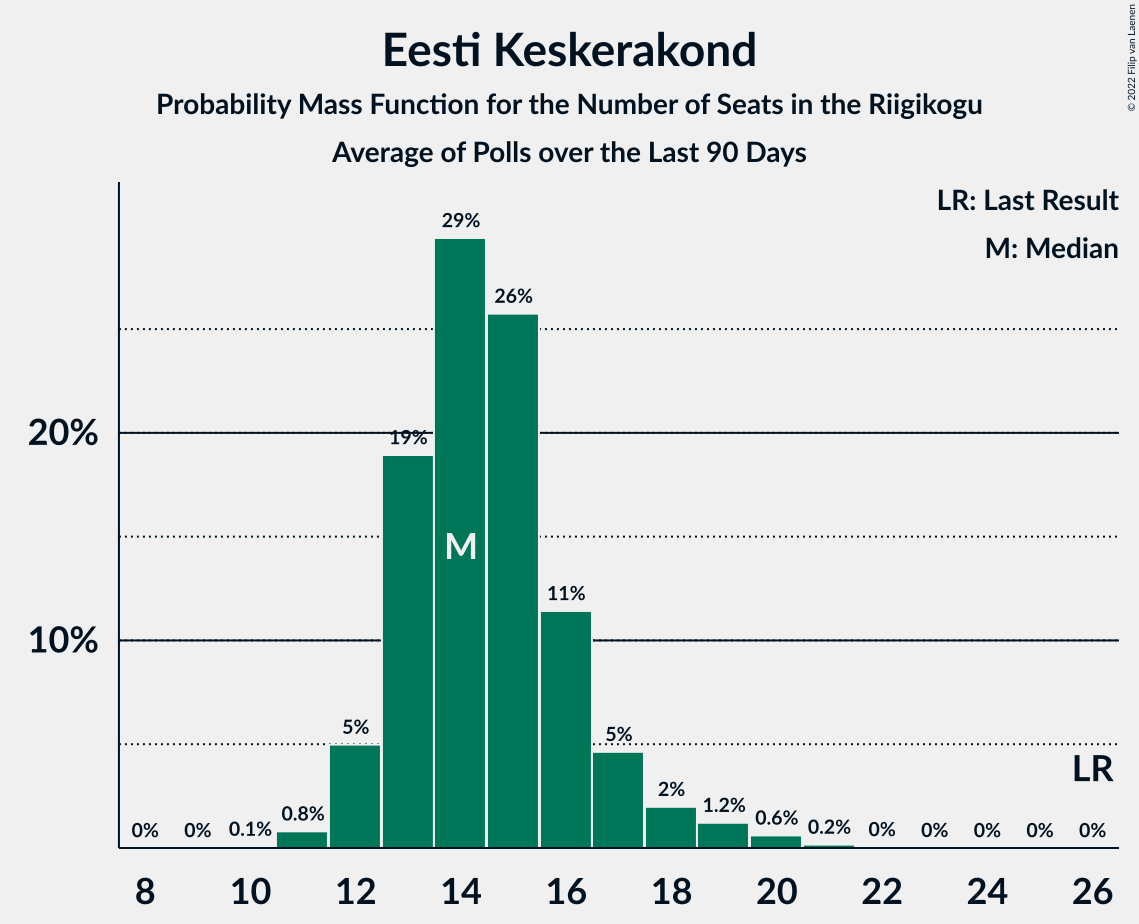 © 2022 Filip van Laenen
Eesti Keskerakond
Probability Mass Function for the Number of Seats in the Riigikogu
Average of Polls over the Last 90 Days
LR: Last Result
M: Median
29%
26%
20%
19%
M
11%
10%
5%
5%
LR
2%
1.2%
0.8%
0.6%
0.2%
0% 0% 0.1% 0% 0% 0% 0% 0%
8 10 12 14 16 18 20 22 24 26